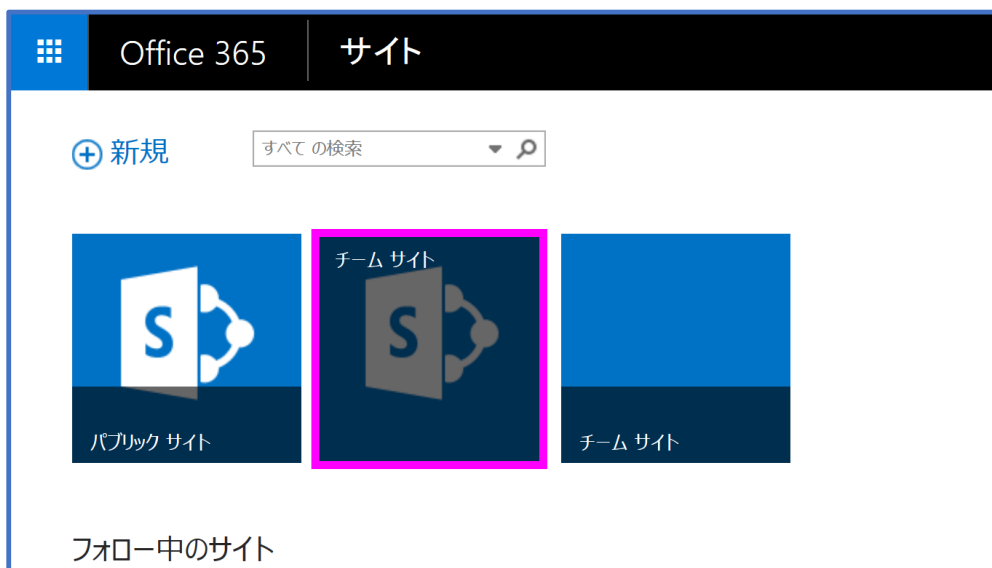 Office 365 サイト
新規 すべて の検索
S
パブリック サイト
チーム サイト
S
チーム サイト
フォロー中のサイト